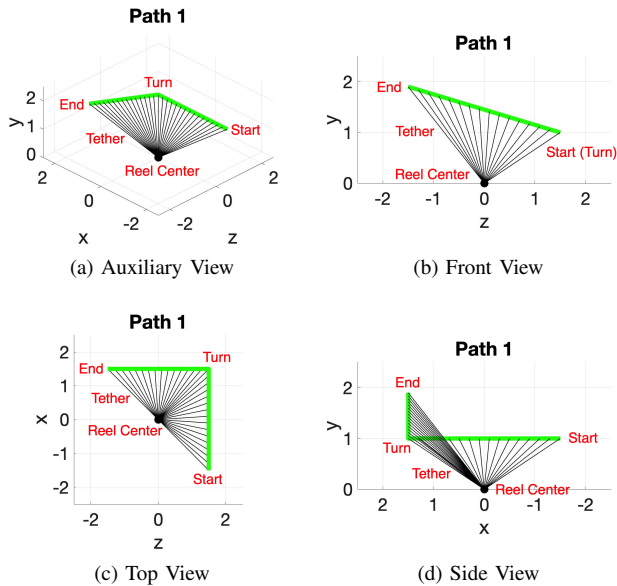 Path 1
Turn
End
Start
Tether
Reel Center
y
2
1
0
2
0
-2
x
2
0
-2
z
(a) Auxiliary View
Path 1
End
Tether
Start (Turn)
Reel Center
y
2
1
0
-2
-1
0
1
2
z
(b) Front View
Path 1
End
Turn
Tether
Reel Center
Start
x
2
1
0
-1
-2
-2
0
2
z
(c) Top View
Path 1
End
Start
Turn
Tether
Reel Center
y
2
1
0
2
1
0
-1
-2
x
(d) Side View